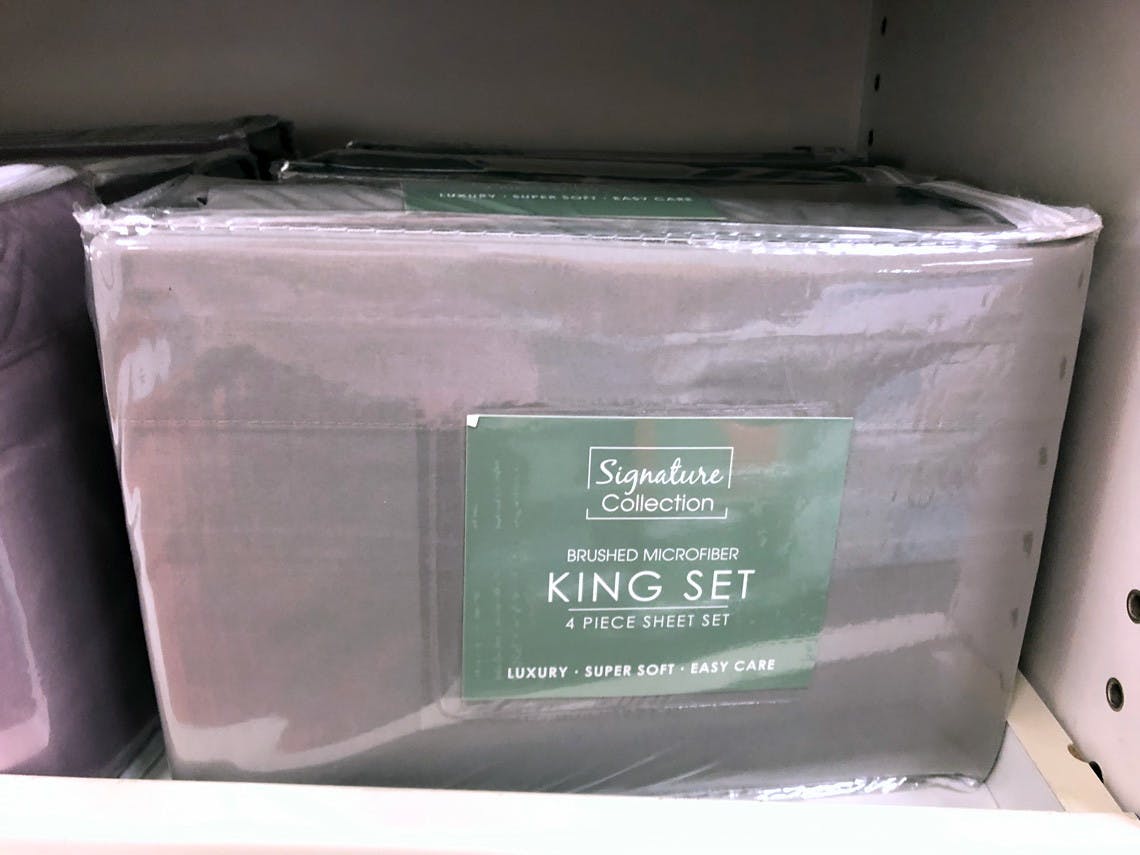 LUXURY · SUPER SOFT · EASY CARE
Signature
Collection
BRUSHED MICROFIBER
KING SET
4 PIECE SHEET SET
LUXURY · SUPER SOFT · EASY CARE